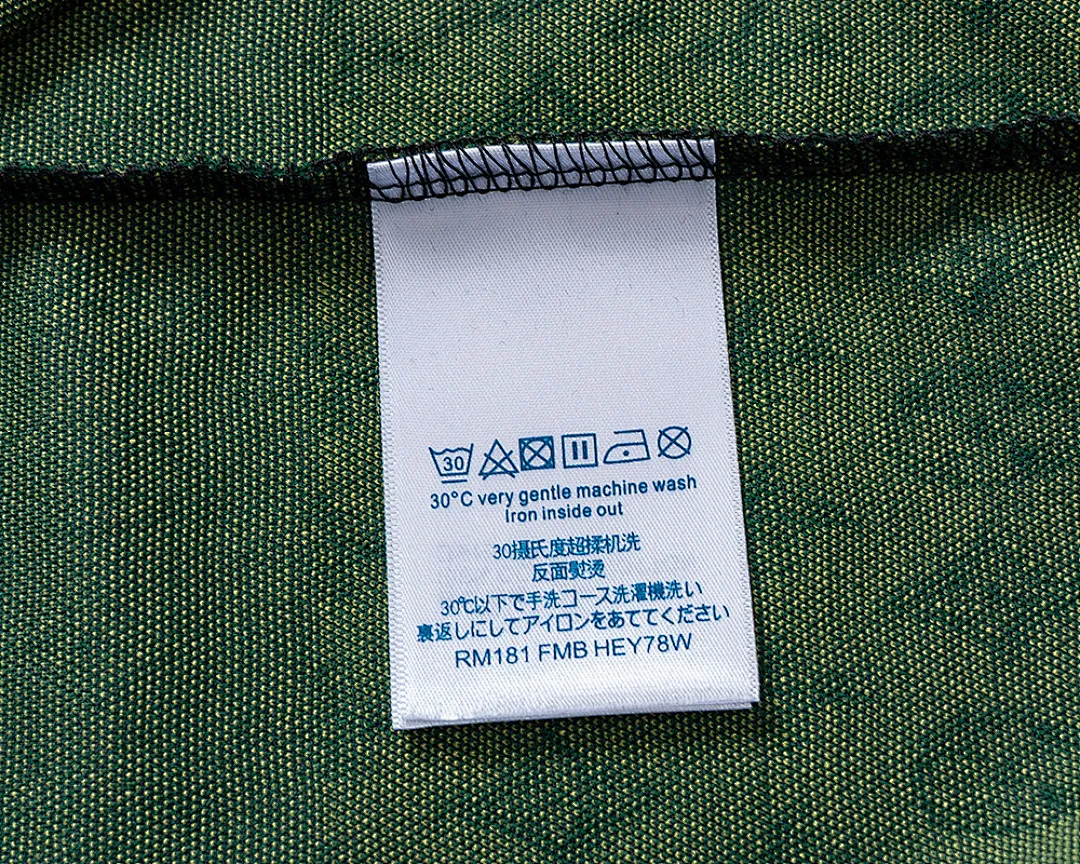 30
30°C very gentle machine wash
Iron inside out
30摄氏度超揉机洗
反面熨烫
30℃以下で手洗コース洗濯機洗い
裏返しにしてアイロンをあててください
RM181 FMB HEY78W